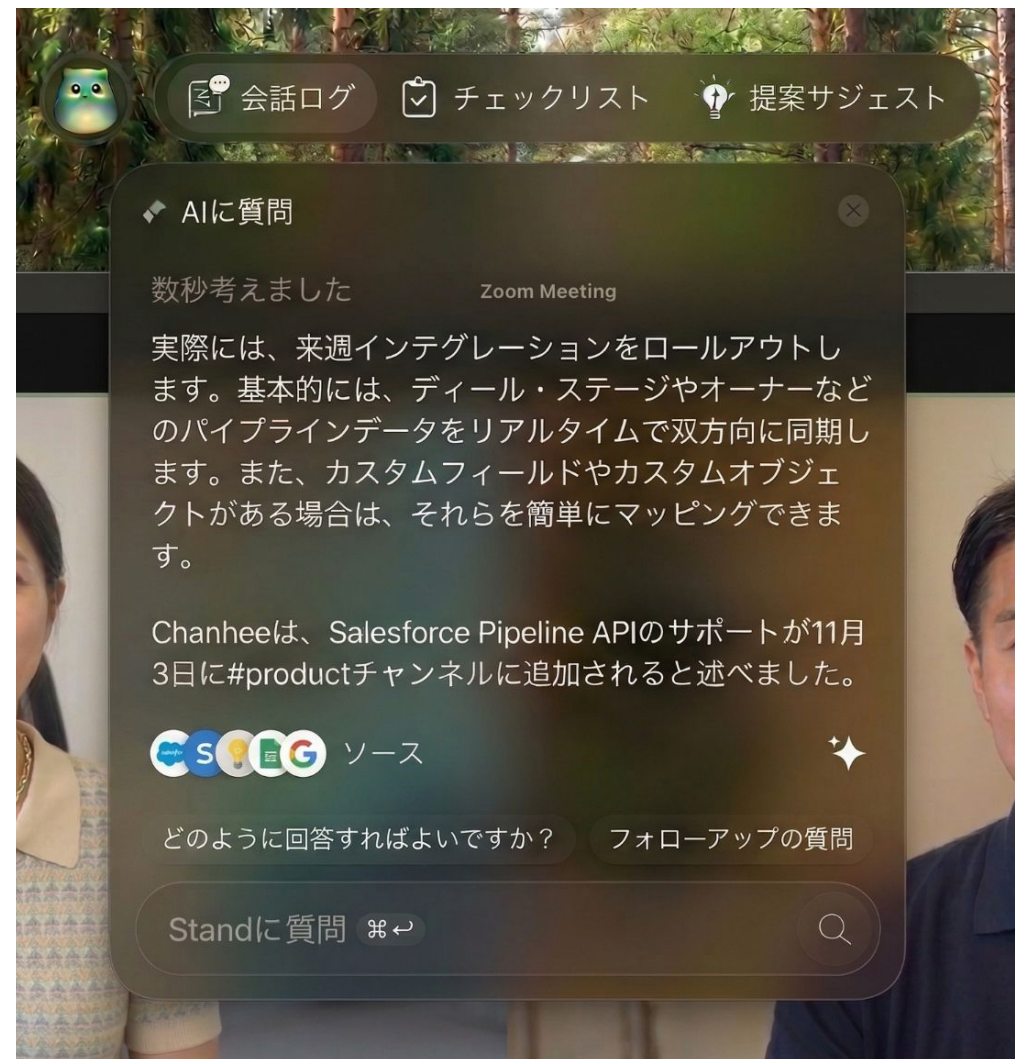 会話ログ
チェックリスト
提案サジェスト
AIに質問
数秒考えました
Zoom Meeting
実際には、来週インテグレーションをロールアウトし
ます。基本的には、ディール・ステージやオーナーなど
のパイプラインデータをリアルタイムで双方向に同期し
ます。また、カスタムフィールドやカスタムオブジェ
クトがある場合は、それらを簡単にマッピングできま
す。
Chanheeは、Salesforce Pipeline APIのサポートが11月
3日に#productチャンネルに追加されると述べました。
S
G
ソース
どのように回答すればよいですか？
フォローアップの質問
Standに質問 ⌘↩